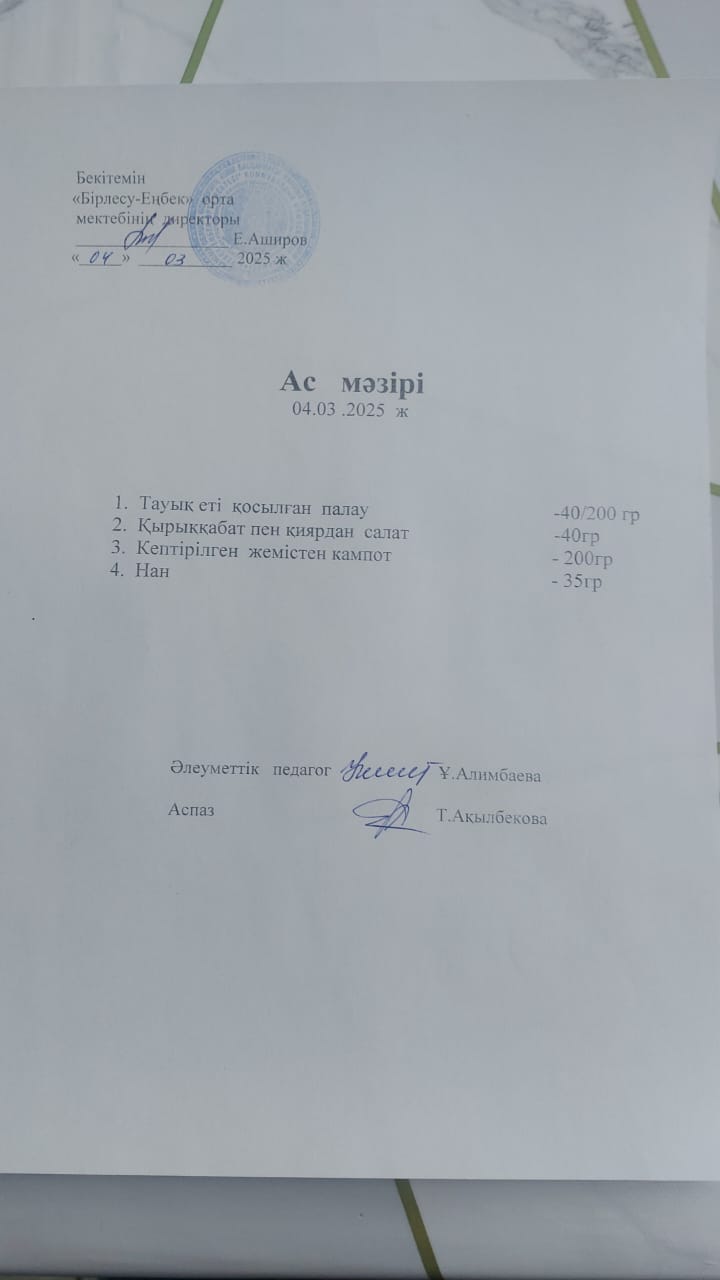 Бекітемін
«Бірлесу-Еңбек» орта
мектебінің директоры
Е.Аширов
« 04 » 03 2025 ж
Ас мәзірі
04.03 .2025 ж
1. Тауық еті қосылған палау -40/200 гр
2. Қырыққабат пен қиярдан салат -40гр
3. Кептірілген жемістен кампот - 200гр
4. Нан - 35гр
Әлеуметтік педагог Ұ.Алимбаева
Аспаз Т.Ақылбекова